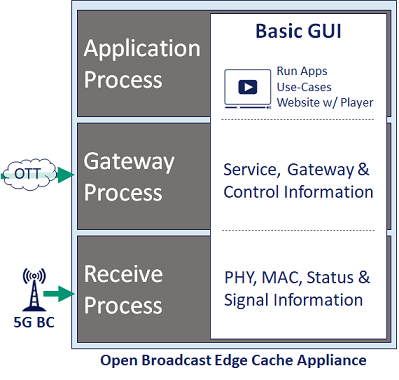 Basic GUI
Application
Process
Run Apps
Use-Cases
Website w/ Player
OTT
Gateway
Process
Service, Gateway &
Control Information
5G BC
Receive
Process
PHY, MAC, Status &
Signal Information
Open Broadcast Edge Cache Appliance